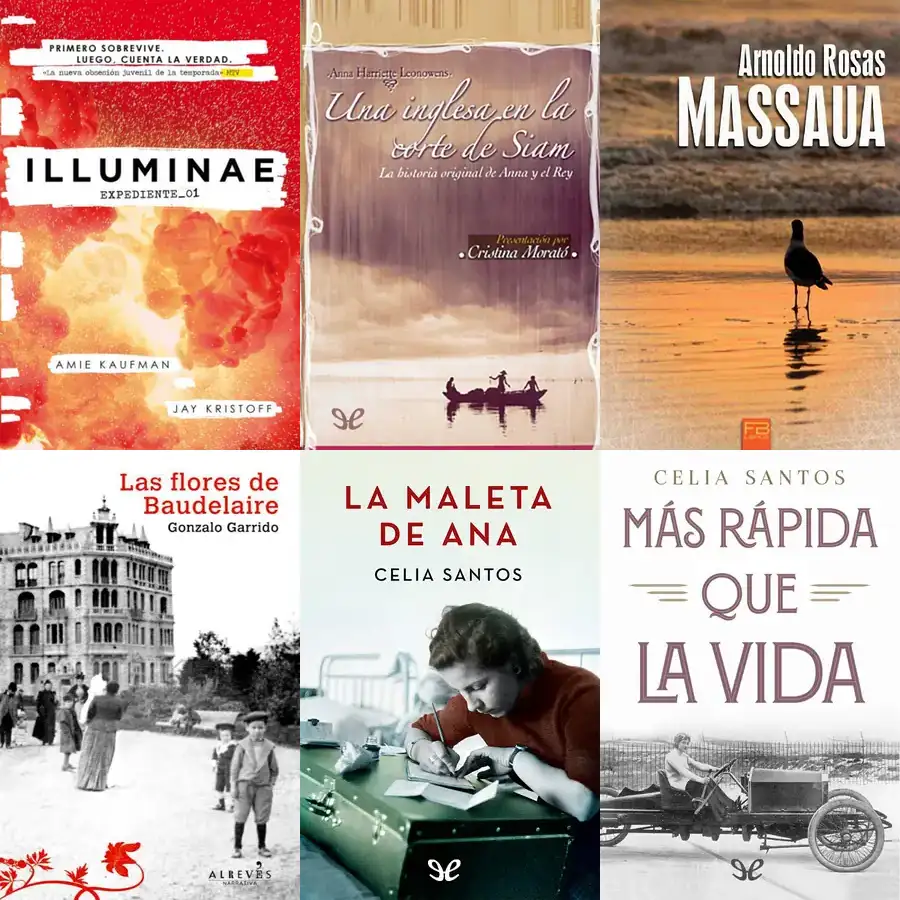 PRIMERO SOBREVIVE.
LUEGO, CUENTA LA VERDAD.
«La nueva obsesión juvenil de la temporada» MTV
ILLUMINAE
EXPEDIENTE_01
AMIE KAUFMAN
JAY KRISTOFF
Anna Harriette Leonowens
Una inglesa en la
corte de Siam
La historia original de Anna y el Rey
Presentación por
Cristina Morató
Arnoldo Rosas
MASSAUA
FB
LIBROS
Las flores de
Baudelaire
Gonzalo Garrido
ALREVÉS
NARRATIVA
LA MALETA
DE ANA
CELIA SANTOS
CELIA SANTOS
MÁS RÁPIDA
QUE
LA VIDA